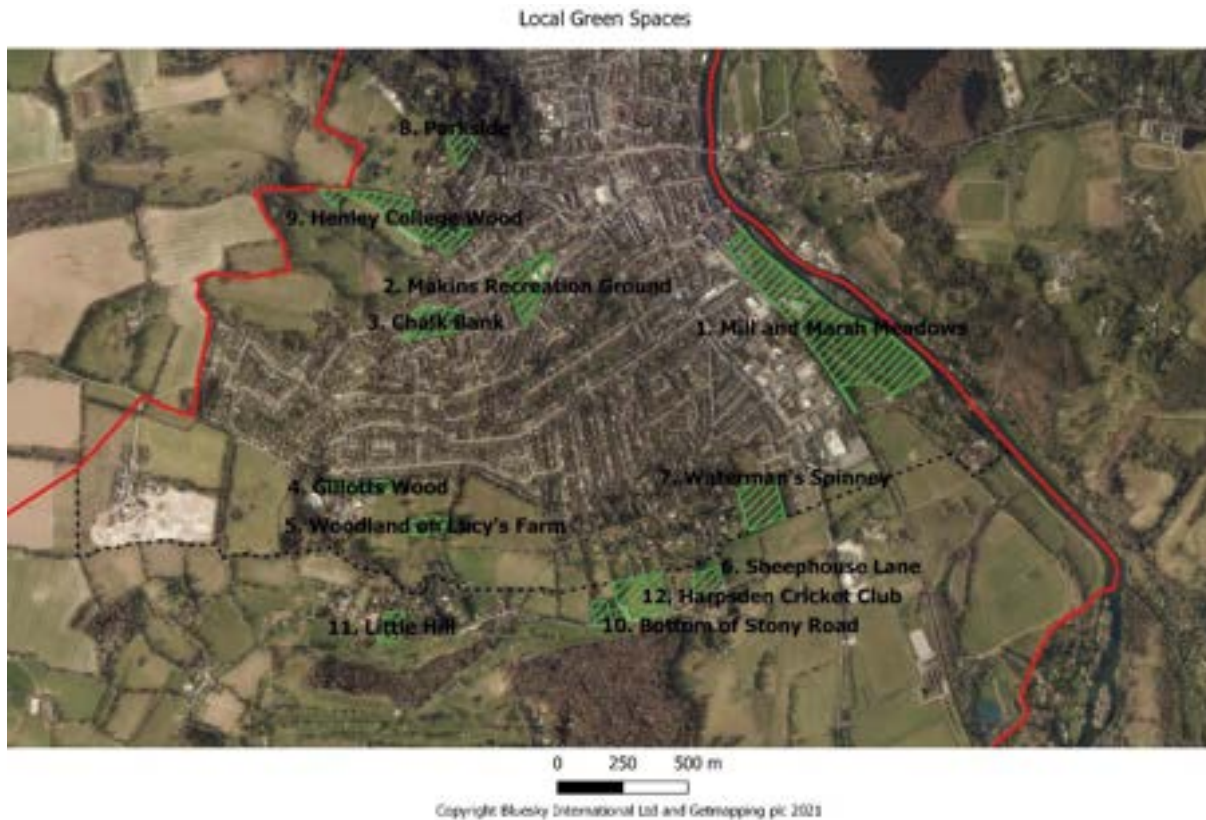 Local Green Spaces
8. Parkside
9. Henley College Wood
2. Makins Recreation Ground
3. Chalk Bank
1. Mill and Marsh Meadows
7. Waterman's Spinney
4. Gillotts Wood
5. Woodland on Lucy's Farm
6. Sheephouse Lane
12. Harpsden Cricket Club
11. Little Hill
10. Bottom of Stony Road
0 250 500 m
Copyright Bluesky International Ltd and Getmapping plc 2021